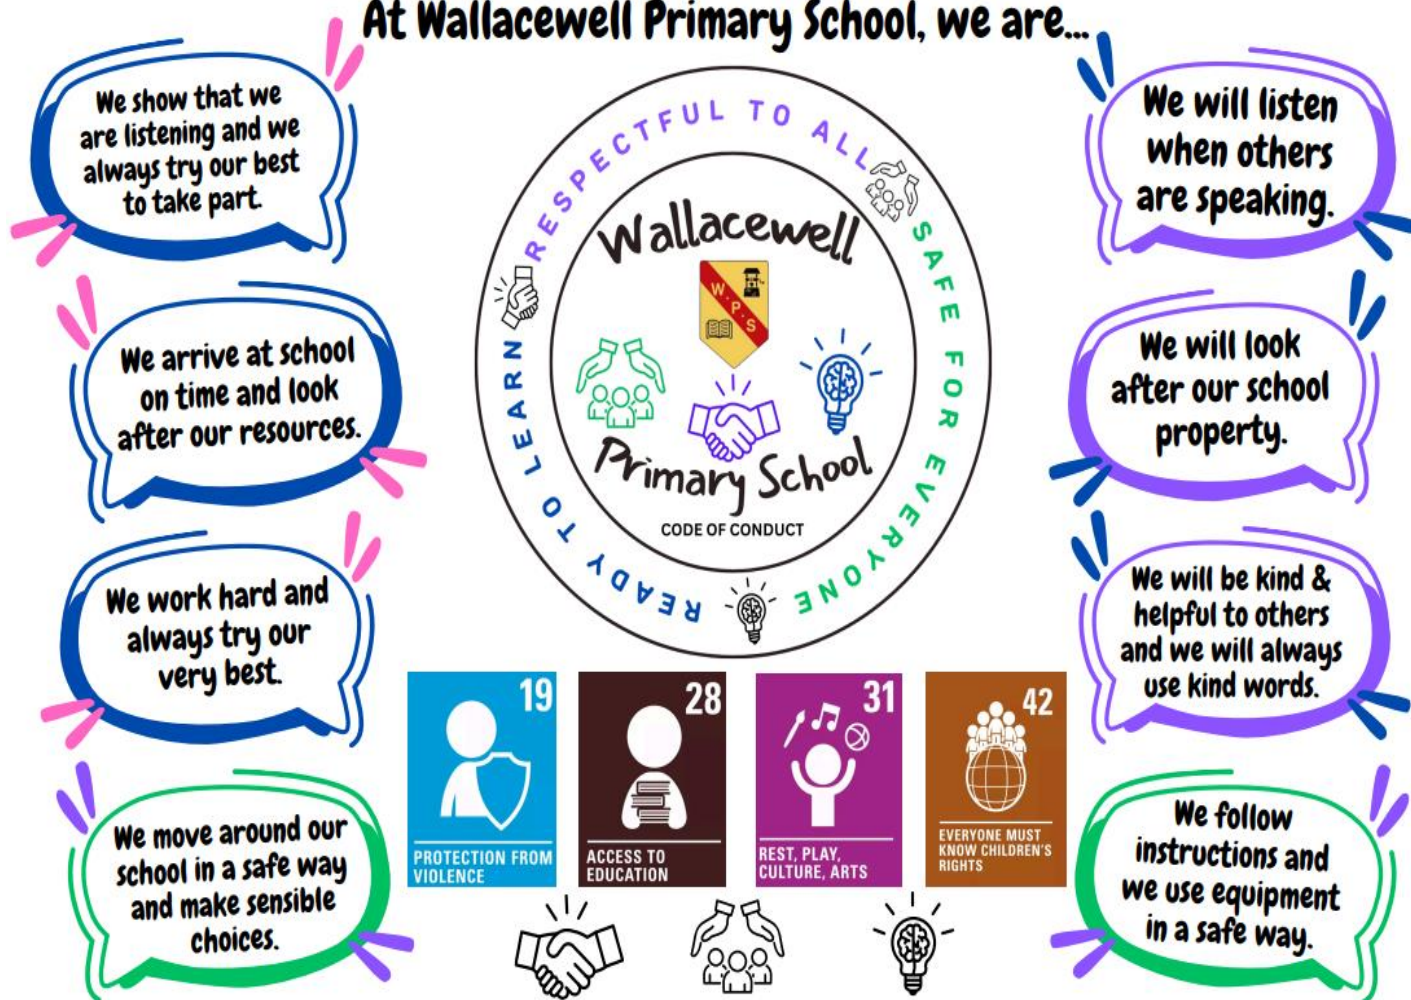 At Wallacewell Primary School, we are...
We show that we
are listening and we
always try our best
to take part.
We arrive at school
on time and look
after our resources.
We work hard and
always try our
very best.
We move around our
school in a safe way
and make sensible
choices.
RESPECTFUL TO ALL
SAFE FOR EVERYONE
READY TO LEARN
Wallacewell
W.P.S
Primary School
CODE OF CONDUCT
19
PROTECTION FROM
VIOLENCE
28
ACCESS TO
EDUCATION
31
REST, PLAY,
CULTURE, ARTS
42
EVERYONE MUST
KNOW CHILDREN'S
RIGHTS
We will listen
when others
are speaking.
We will look
after our school
property.
We will be kind &
helpful to others
and we will always
use kind words.
We follow
instructions and
we use equipment
in a safe way.